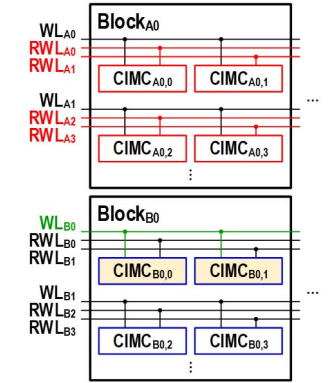 Block_A0
WL_A0
RWL_A0
RWL_A1
CIMC_A0,0 CIMC_A0,1
...
WL_A1
RWL_A2
RWL_A3
CIMC_A0,2 CIMC_A0,3
⋮
Block_B0
WL_B0
RWL_B0
RWL_B1
CIMC_B0,0 CIMC_B0,1
...
WL_B1
RWL_B2
RWL_B3
CIMC_B0,2 CIMC_B0,3
⋮